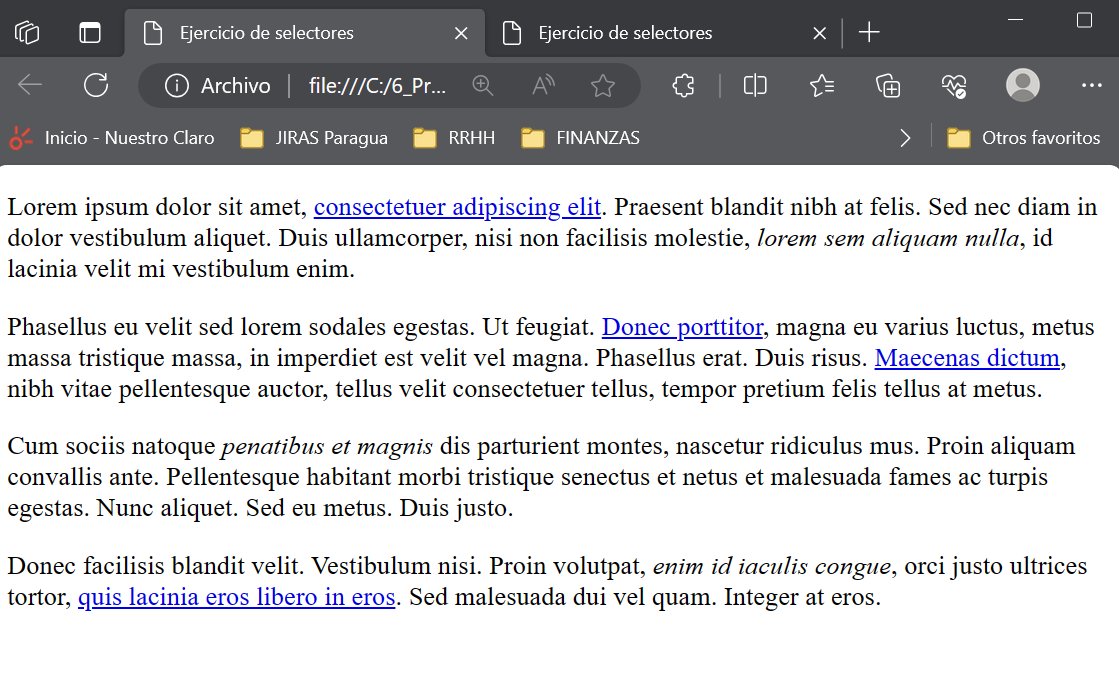 Ejercicio de selectores
Ejercicio de selectores
Archivo
file:///C:/6_Pr...
Inicio - Nuestro Claro
JIRAS Paragua
RRHH
FINANZAS
Otros favoritos
Lorem ipsum dolor sit amet, consectetuer adipiscing elit. Praesent blandit nibh at felis. Sed nec diam in
dolor vestibulum aliquet. Duis ullamcorper, nisi non facilisis molestie, lorem sem aliquam nulla, id
lacinia velit mi vestibulum enim.
Phasellus eu velit sed lorem sodales egestas. Ut feugiat. Donec porttitor, magna eu varius luctus, metus
massa tristique massa, in imperdiet est velit vel magna. Phasellus erat. Duis risus. Maecenas dictum,
nibh vitae pellentesque auctor, tellus velit consectetuer tellus, tempor pretium felis tellus at metus.
Cum sociis natoque penatibus et magnis dis parturient montes, nascetur ridiculus mus. Proin aliquam
convallis ante. Pellentesque habitant morbi tristique senectus et netus et malesuada fames ac turpis
egestas. Nunc aliquet. Sed eu metus. Duis justo.
Donec facilisis blandit velit. Vestibulum nisi. Proin volutpat, enim id iaculis congue, orci justo ultrices
tortor, quis lacinia eros libero in eros. Sed malesuada dui vel quam. Integer at eros.